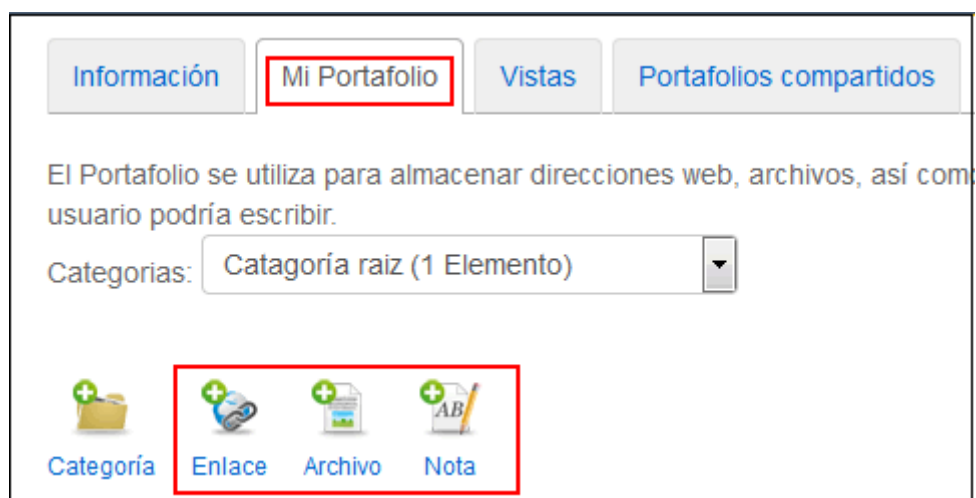 Información Mi Portafolio Vistas Portafolios compartidos
El Portafolio se utiliza para almacenar direcciones web, archivos, así com
usuario podría escribir.
Categorias: Catagoría raiz (1 Elemento)
AB
Categoría Enlace Archivo Nota